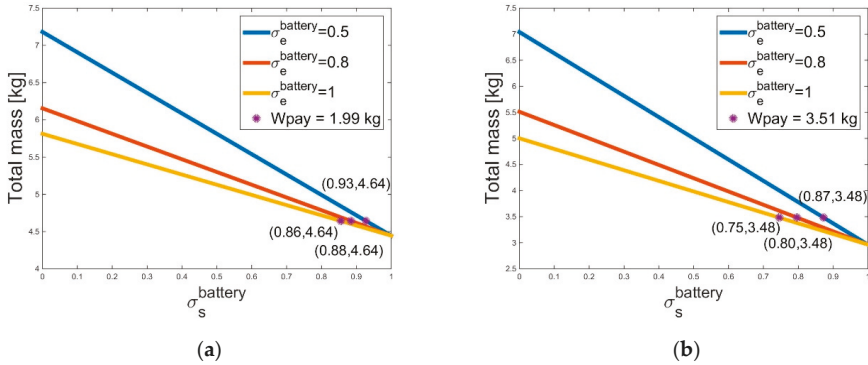 7.5
7
6.5
6
5.5
5
4.5
4
Total mass [kg]
0 0.1 0.2 0.3 0.4 0.5 0.6 0.7 0.8 0.9 1
σ_s^battery
σ_e^battery=0.5
σ_e^battery=0.8
σ_e^battery=1
Wpay = 1.99 kg
(0.93,4.64)
(0.86,4.64)
(0.88,4.64)
(a)
7.5
7
6.5
6
5.5
5
4.5
4
3.5
3
2.5
Total mass [kg]
0 0.1 0.2 0.3 0.4 0.5 0.6 0.7 0.8 0.9 1
σ_s^battery
σ_e^battery=0.5
σ_e^battery=0.8
σ_e^battery=1
Wpay = 3.51 kg
(0.87,3.48)
(0.75,3.48)
(0.80,3.48)
(b)